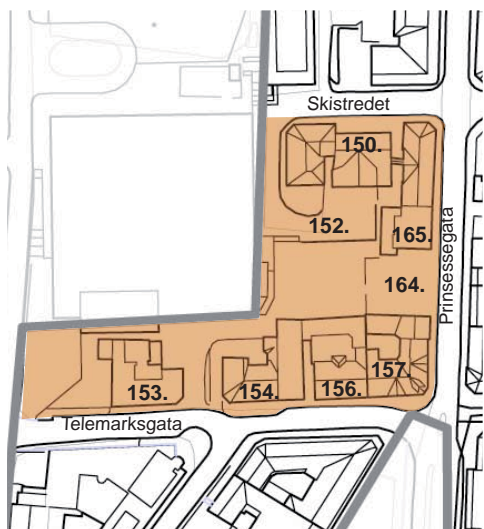 Skistredet
150.
152.
165.
164.
Prinsessegata
157.
153.
154.
156.
Telemarksgata